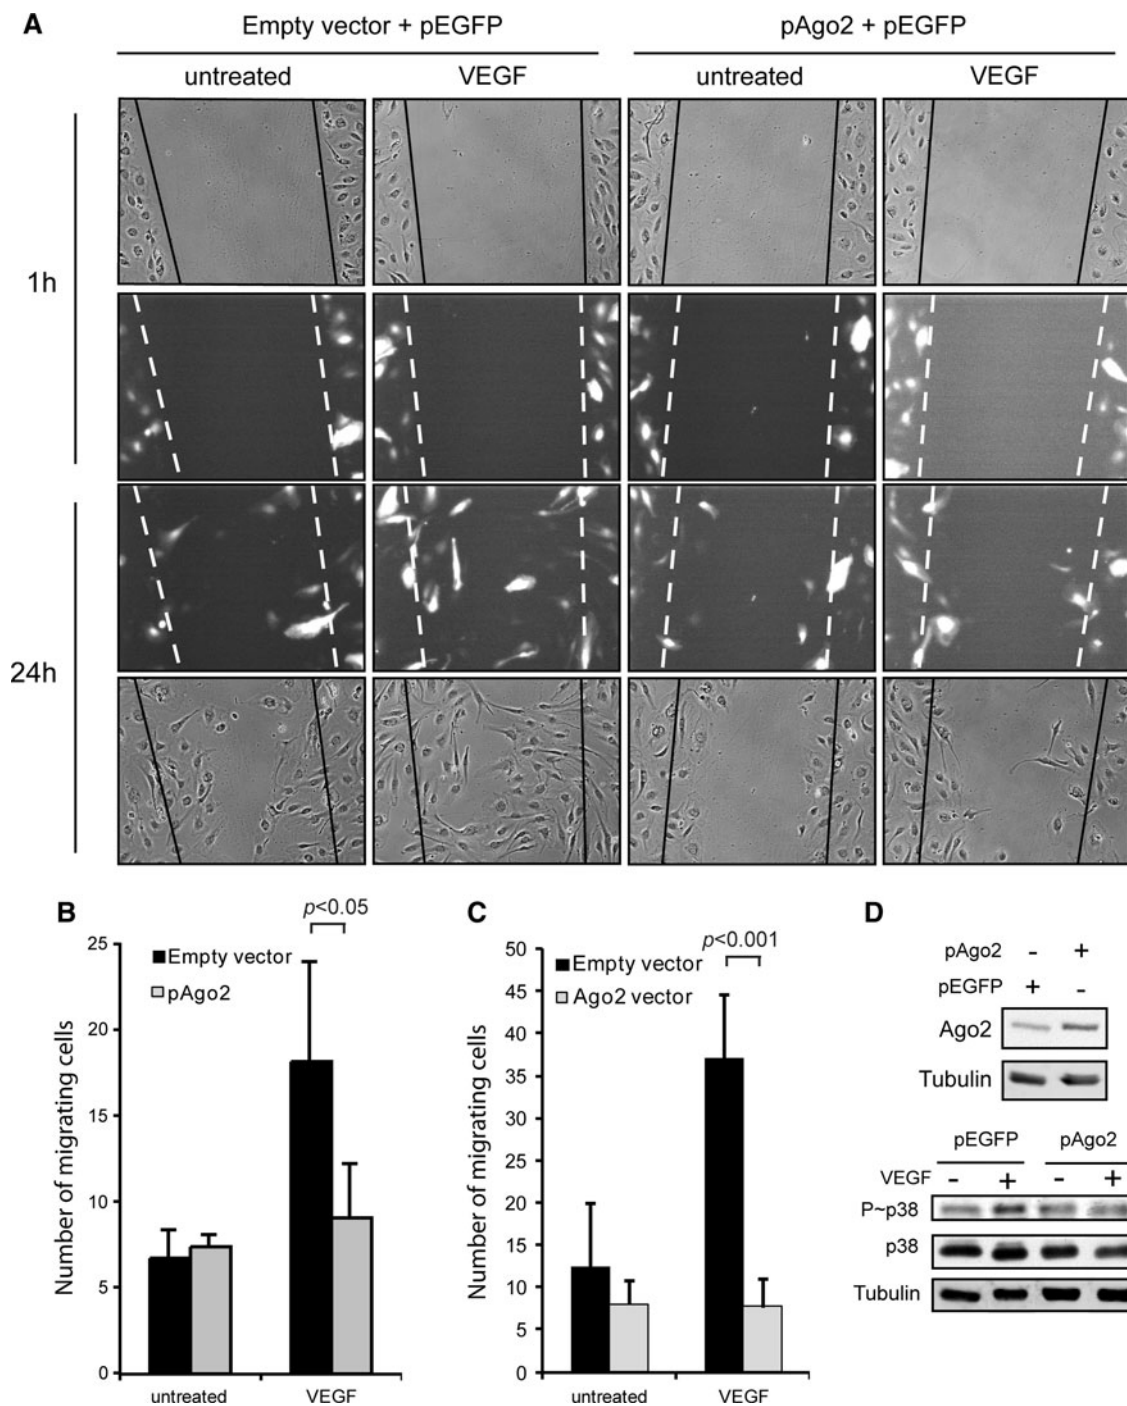 A
Empty vector + pEGFP
pAgo2 + pEGFP
untreated
VEGF
untreated
VEGF
1h
24h
B
p<0.05
Empty vector
pAgo2
Number of migrating cells
25
20
15
10
5
0
untreated
VEGF
C
p<0.001
Empty vector
Ago2 vector
Number of migrating cells
50
45
40
35
30
25
20
15
10
5
0
untreated
VEGF
D
pAgo2 - +
pEGFP + -
Ago2
Tubulin
pEGFP pAgo2
VEGF - + - +
P~p38
p38
Tubulin